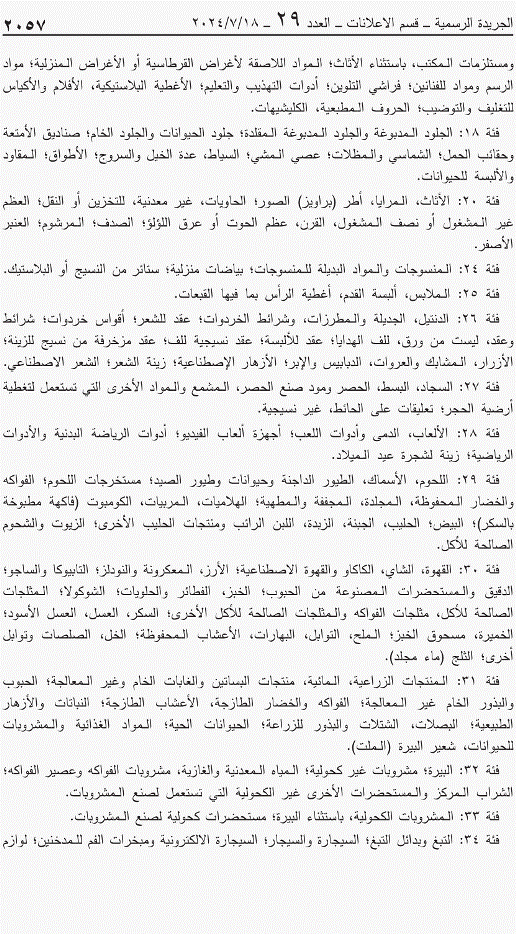 الجريدة الرسمية ــ قسم الاعلانات ــ العدد ٢٩ ــ ٢٠٢٤/٧/١٨ ٢٠٥٧
ومستلزمات المكتب، باستثناء الأثاث؛ المواد اللاصقة لأغراض القرطاسية أو الأغراض المنزلية؛ مواد
الرسم ومواد للفنانين؛ فراشي التلوين؛ أدوات التهذيب والتعليم؛ الأغطية البلاستيكية، الأفلام والأكياس
للتغليف والتوضيب؛ الحروف المطبعية، الكليشيهات.
فئة ١٨: الجلود المدبوغة والجلود المدبوغة المقلدة؛ جلود الحيوانات والجلود الخام؛ صناديق الأمتعة
وحقائب الحمل؛ الشماسي والمظلات؛ عصي المشي؛ السياط، عدة الخيل والسروج؛ الأطواق؛ المقاود
والألبسة للحيوانات.
فئة ٢٠: الأثاث، المرايا، أطر (براويز) الصور؛ الحاويات، غير معدنية، للتخزين أو النقل؛ العظم
غير المشغول أو نصف المشغول، القرن، عظم الحوت أو عرق اللؤلؤ؛ الصدف؛ المرشوم؛ العنبر
الأصفر.
فئة ٢٤: المنسوجات والمواد البديلة للمنسوجات؛ بياضات منزلية؛ ستائر من النسيج أو البلاستيك.
فئة ٢٥: الملابس، ألبسة القدم، أغطية الرأس بما فيها القبعات.
فئة ٢٦: الدنتيل، الجديلة والمطرزات، وشرائط الخردوات؛ عقد للشعر؛ أقواس خردوات؛ شرائط
وعقد، ليست من ورق، للف الهدايا؛ عقد للألبسة؛ عقد نسيجية للف؛ عقد مزخرفة من نسيج للزينة؛
الأزرار، المشابك والعروات، الدبابيس والإبر؛ الأزهار الإصطناعية؛ زينة الشعر؛ الشعر الاصطناعي.
فئة ٢٧: السجاد، البسط، الحصر ومود صنع الحصر، المشمع والمواد الأخرى التي تستعمل لتغطية
أرضية الحجر؛ تعليقات على الحائط، غير نسيجية.
فئة ٢٨: الألعاب، الدمى وأدوات اللعب؛ أجهزة ألعاب الفيديو؛ أدوات الرياضة البدنية والأدوات
الرياضية؛ زينة لشجرة عيد الميلاد.
فئة ٢٩: اللحوم، الأسماك، الطيور الداجنة وحيوانات وطيور الصيد؛ مستخرجات اللحوم؛ الفواكه
والخضار المحفوظة، المجلدة، المجففة والمطهية؛ الهلاميات، المربيات، الكومبوت (فاكهة مطبوخة
بالسكر)؛ البيض؛ الحليب، الجبنة، الزبدة، اللبن الرائب ومنتجات الحليب الأخرى؛ الزيوت والشحوم
الصالحة للأكل.
فئة ٣٠: القهوة، الشاي، الكاكاو والقهوة الاصطناعية؛ الأرز، المعكرونة والنودلز؛ التابيوكا والساجو؛
الدقيق والمستحضرات المصنوعة من الحبوب؛ الخبز، الفطائر والحلويات؛ الشوكولا؛ المثلجات
الصالحة للأكل، مثلجات الفواكه والمثلجات الصالحة للأكل الأخرى؛ السكر، العسل، العسل الأسود؛
الخميرة، مسحوق الخبز؛ الملح، التوابل، البهارات، الأعشاب المحفوظة؛ الخل، الصلصات وتوابل
أخرى؛ الثلج (ماء مجلد).
فئة ٣١: المنتجات الزراعية، المائية، منتجات البساتين والغابات الخام وغير المعالجة؛ الحبوب
والبذور الخام غير المعالجة؛ الفواكه والخضار الطازجة، الأعشاب الطازجة؛ النباتات والأزهار
الطبيعية؛ البصلات، الشتلات والبذور للزراعة؛ الحيوانات الحية؛ المواد الغذائية والمشروبات
للحيوانات، شعير البيرة (الملت).
فئة ٣٢: البيرة؛ مشروبات غير كحولية؛ المياه المعدنية والغازية، مشروبات الفواكه وعصير الفواكه؛
الشراب المركز والمستحضرات الأخرى غير الكحولية التي تستعمل لصنع المشروبات.
فئة ٣٣: المشروبات الكحولية، باستثناء البيرة؛ مستحضرات كحولية لصنع المشروبات.
فئة ٣٤: التبغ وبدائل التبغ؛ السيجارة والسيجار؛ السيجارة الالكترونية ومبخرات الفم للمدخنين؛ لوازم